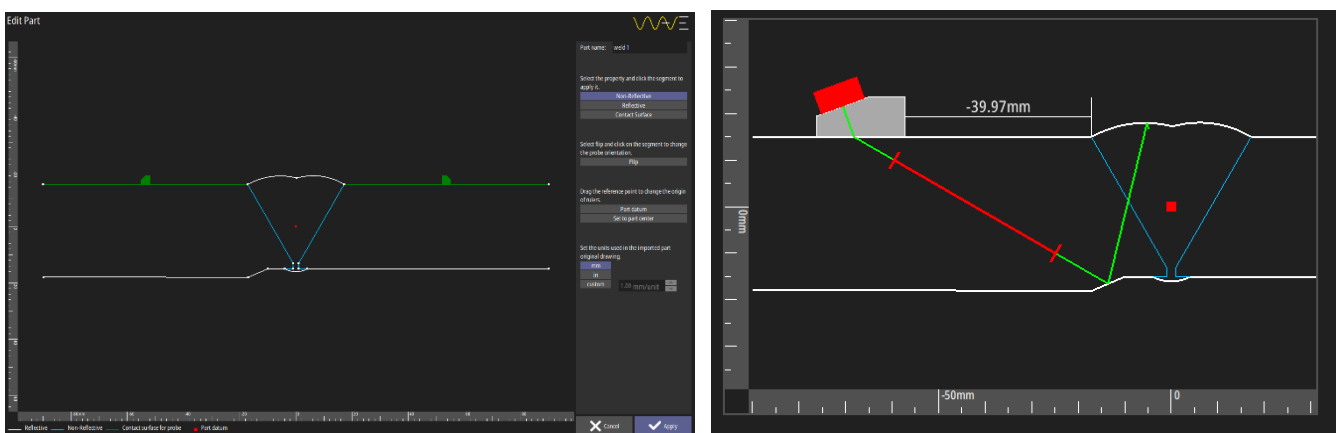 Edit Part
WAVE
Part name: weld 1
Select the property and click the segment to
apply it.
Non-Reflective
Reflective
Contact Surface
Select flip and click on the segment to change
the probe orientation.
Flip
Drag the reference point to change the origin
of rulers.
Part datum
Set to part center
Set the units used in the imported part
original drawing.
mm
in
custom 1.00 mm/unit
Cancel
Apply
Reflective Non-Reflective Contact surface for probe Part datum
-39.97mm
0mm
-50mm
0